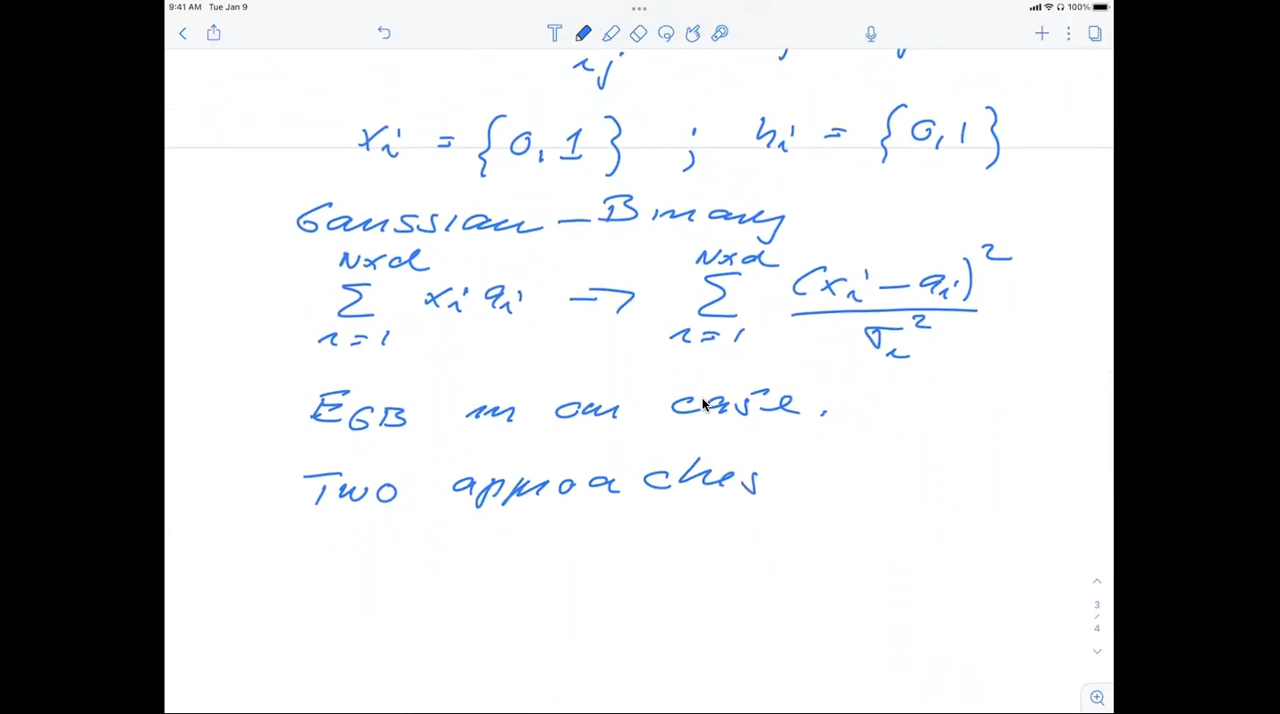 9:41 AM Tue Jan 9
100%
ij
xi = {0, 1} ; hi = {0, 1}
Gaussian - Binary
N×d N×d
Σ xi ai → Σ (xi - ai)²
i=1 i=1 σi²
EGB in our case.
Two approaches
3
/
4